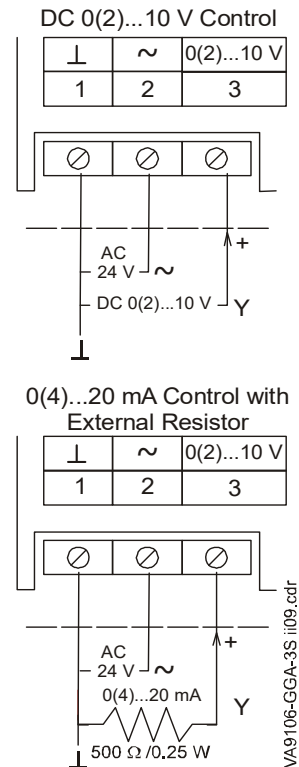 DC 0(2)...10 V Control
⊥ ~ 0(2)...10 V
1 2 3
+
AC
24 V ~
DC 0(2)...10 V Y
⊥
0(4)...20 mA Control with
External Resistor
⊥ ~ 0(2)...10 V
1 2 3
+
AC
24 V ~
0(4)...20 mA Y
500 Ω /0.25 W
⊥
VA9106-GGA-3S ii09.cdr